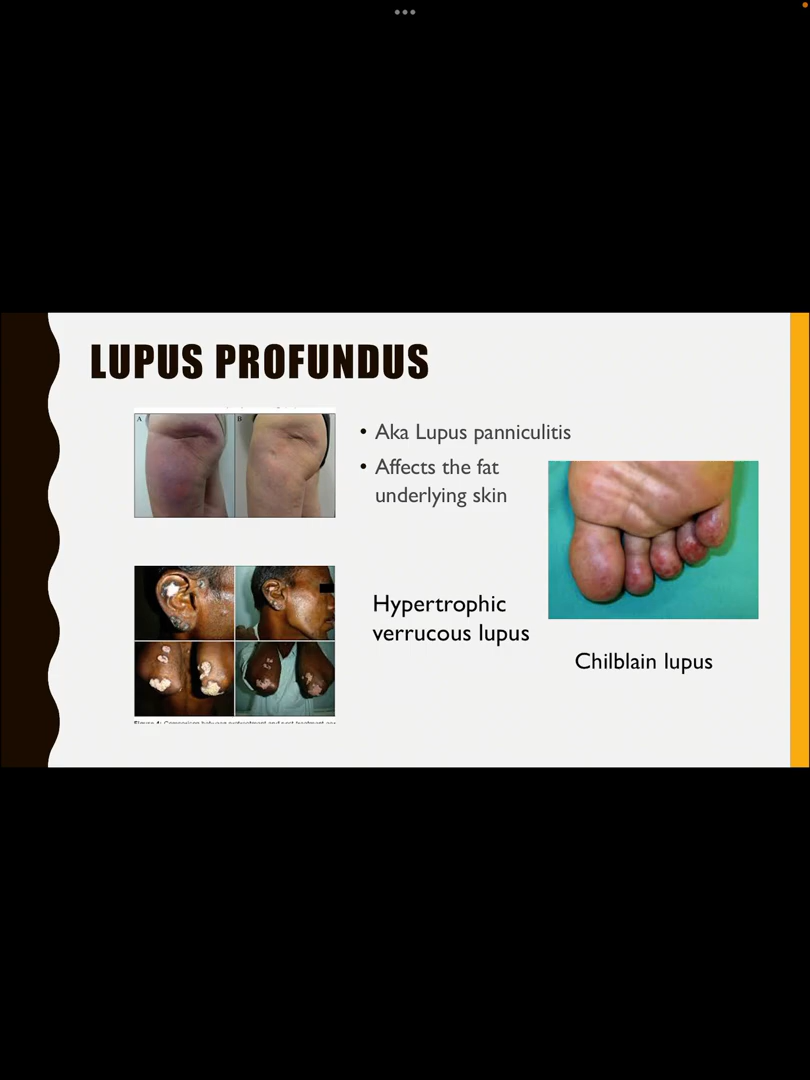 LUPUS PROFUNDUS
A B
• Aka Lupus panniculitis
• Affects the fat
underlying skin
Hypertrophic
verrucous lupus
Chilblain lupus